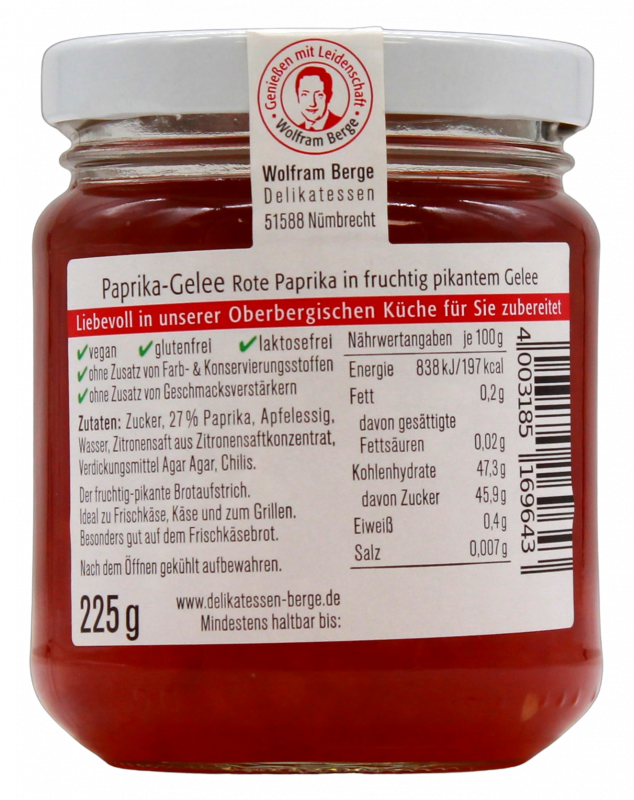 Genießen mit Leidenschaft
Wolfram Berge
Wolfram Berge
Delikatessen
51588 Nümbrecht
Paprika-Gelee Rote Paprika in fruchtig pikantem Gelee
Liebevoll in unserer Oberbergischen Küche für Sie zubereitet
✓vegan ✓glutenfrei ✓laktosefrei
✓ohne Zusatz von Farb- & Konservierungsstoffen
✓ohne Zusatz von Geschmacksverstärkern
Zutaten: Zucker, 27 % Paprika, Apfelessig,
Wasser, Zitronensaft aus Zitronensaftkonzentrat,
Verdickungsmittel Agar Agar, Chilis.
Der fruchtig-pikante Brotaufstrich.
Ideal zu Frischkäse, Käse und zum Grillen.
Besonders gut auf dem Frischkäsebrot.
Nach dem Öffnen gekühlt aufbewahren.
225 g
www.delikatessen-berge.de
Mindestens haltbar bis:
Nährwertangaben je 100 g
Energie 838 kJ/197 kcal
Fett 0,2 g
davon gesättigte
Fettsäuren 0,02 g
Kohlenhydrate 47,3 g
davon Zucker 45,9 g
Eiweiß 0,4 g
Salz 0,007 g
4 003185 169643